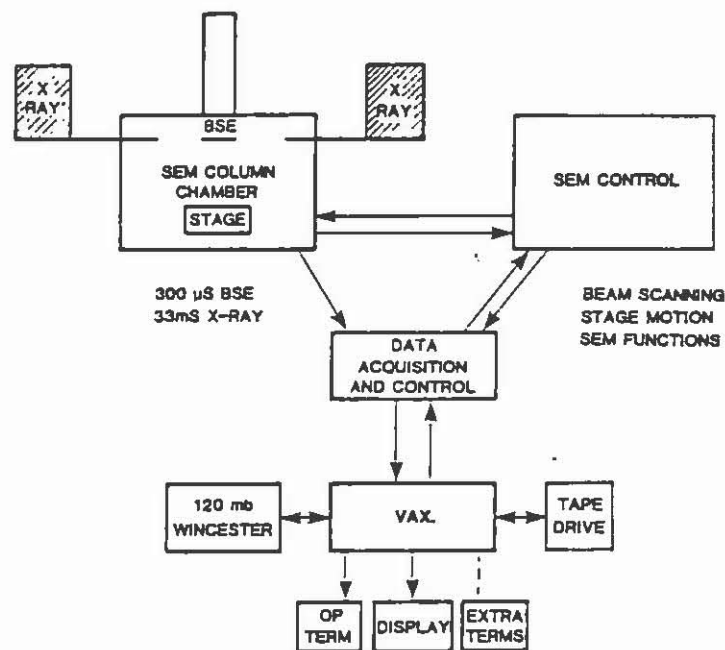 X
RAY
X
RAY
BSE
SEM COLUMN
CHAMBER
STAGE
SEM CONTROL
300 µS BSE
33mS X-RAY
BEAM SCANNING
STAGE MOTION
SEM FUNCTIONS
DATA
ACQUISITION
AND CONTROL
120 mb
WINCESTER
VAX.
TAPE
DRIVE
OP
TERM
DISPLAY
EXTRA
TERMS